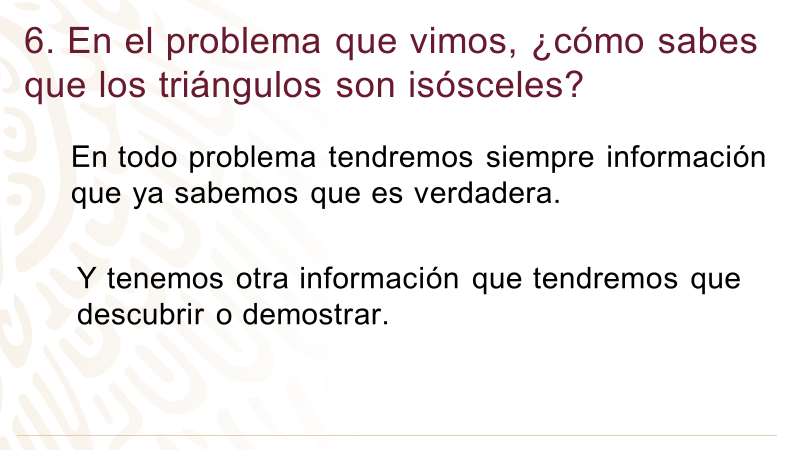 6. En el problema que vimos, ¿cómo sabes
que los triángulos son isósceles?
En todo problema tendremos siempre información
que ya sabemos que es verdadera.
Y tenemos otra información que tendremos que
descubrir o demostrar.